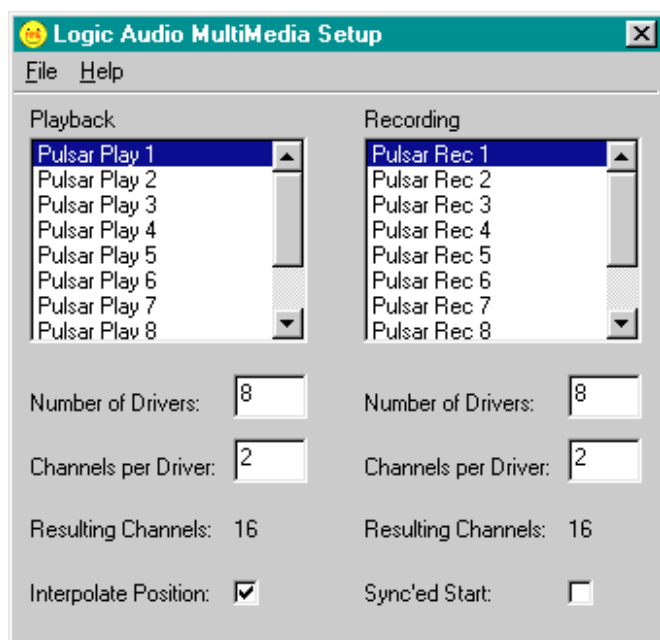 Logic Audio MultiMedia Setup
File Help
Playback
Pulsar Play 1
Pulsar Play 2
Pulsar Play 3
Pulsar Play 4
Pulsar Play 5
Pulsar Play 6
Pulsar Play 7
Pulsar Play 8
Number of Drivers: 8
Channels per Driver: 2
Resulting Channels: 16
Interpolate Position:
Recording
Pulsar Rec 1
Pulsar Rec 2
Pulsar Rec 3
Pulsar Rec 4
Pulsar Rec 5
Pulsar Rec 6
Pulsar Rec 7
Pulsar Rec 8
Number of Drivers: 8
Channels per Driver: 2
Resulting Channels: 16
Sync'ed Start: